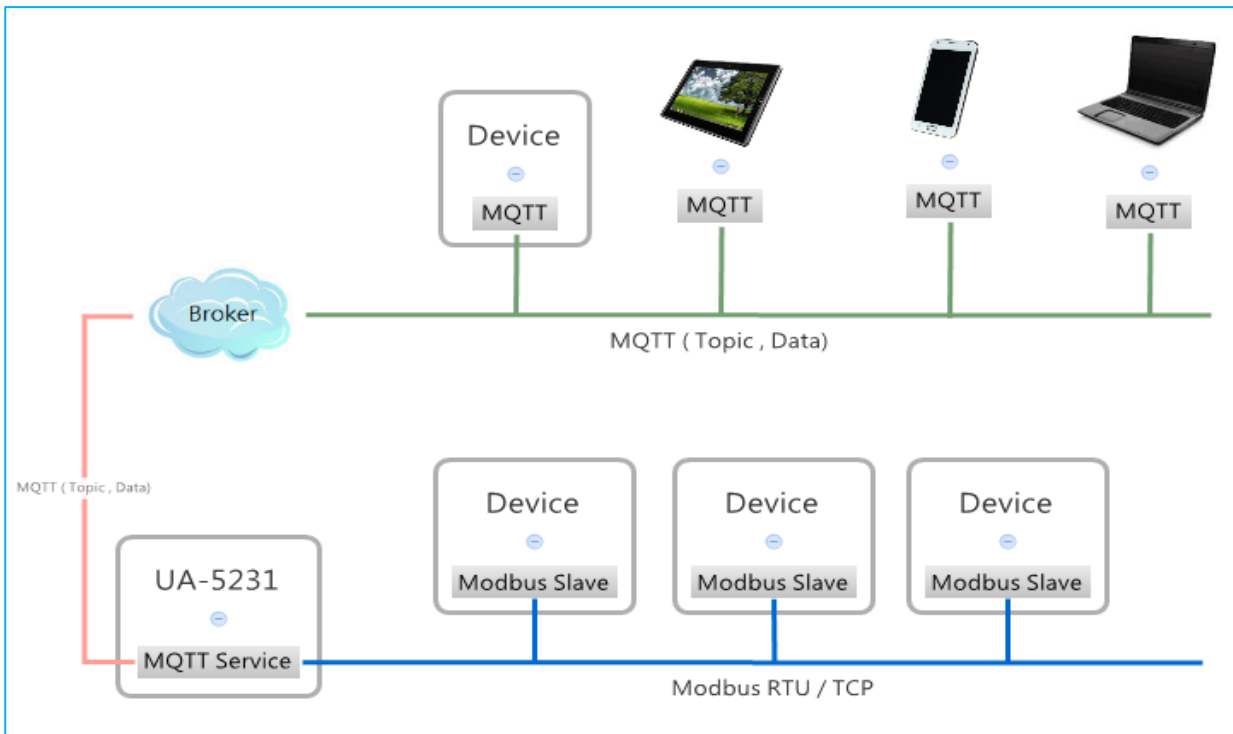 Device
MQTT
MQTT
MQTT
MQTT
Broker
MQTT ( Topic , Data)
MQTT ( Topic , Data)
UA-5231
MQTT Service
Device
Modbus Slave
Device
Modbus Slave
Device
Modbus Slave
Modbus RTU / TCP